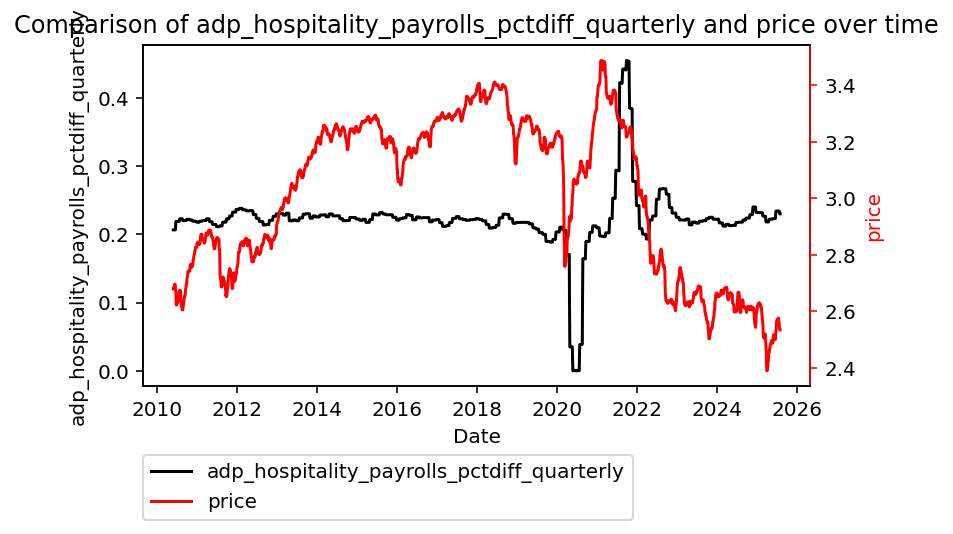 Comparison of adp_hospitality_payrolls_pctdiff_quarterly and price over time
adp_hospitality_payrolls_pctdiff_quarterly
0.4
0.3
0.2
0.1
0.0
3.4
3.2
3.0
2.8
2.6
2.4
price
2010 2012 2014 2016 2018 2020 2022 2024 2026
Date
adp_hospitality_payrolls_pctdiff_quarterly
price